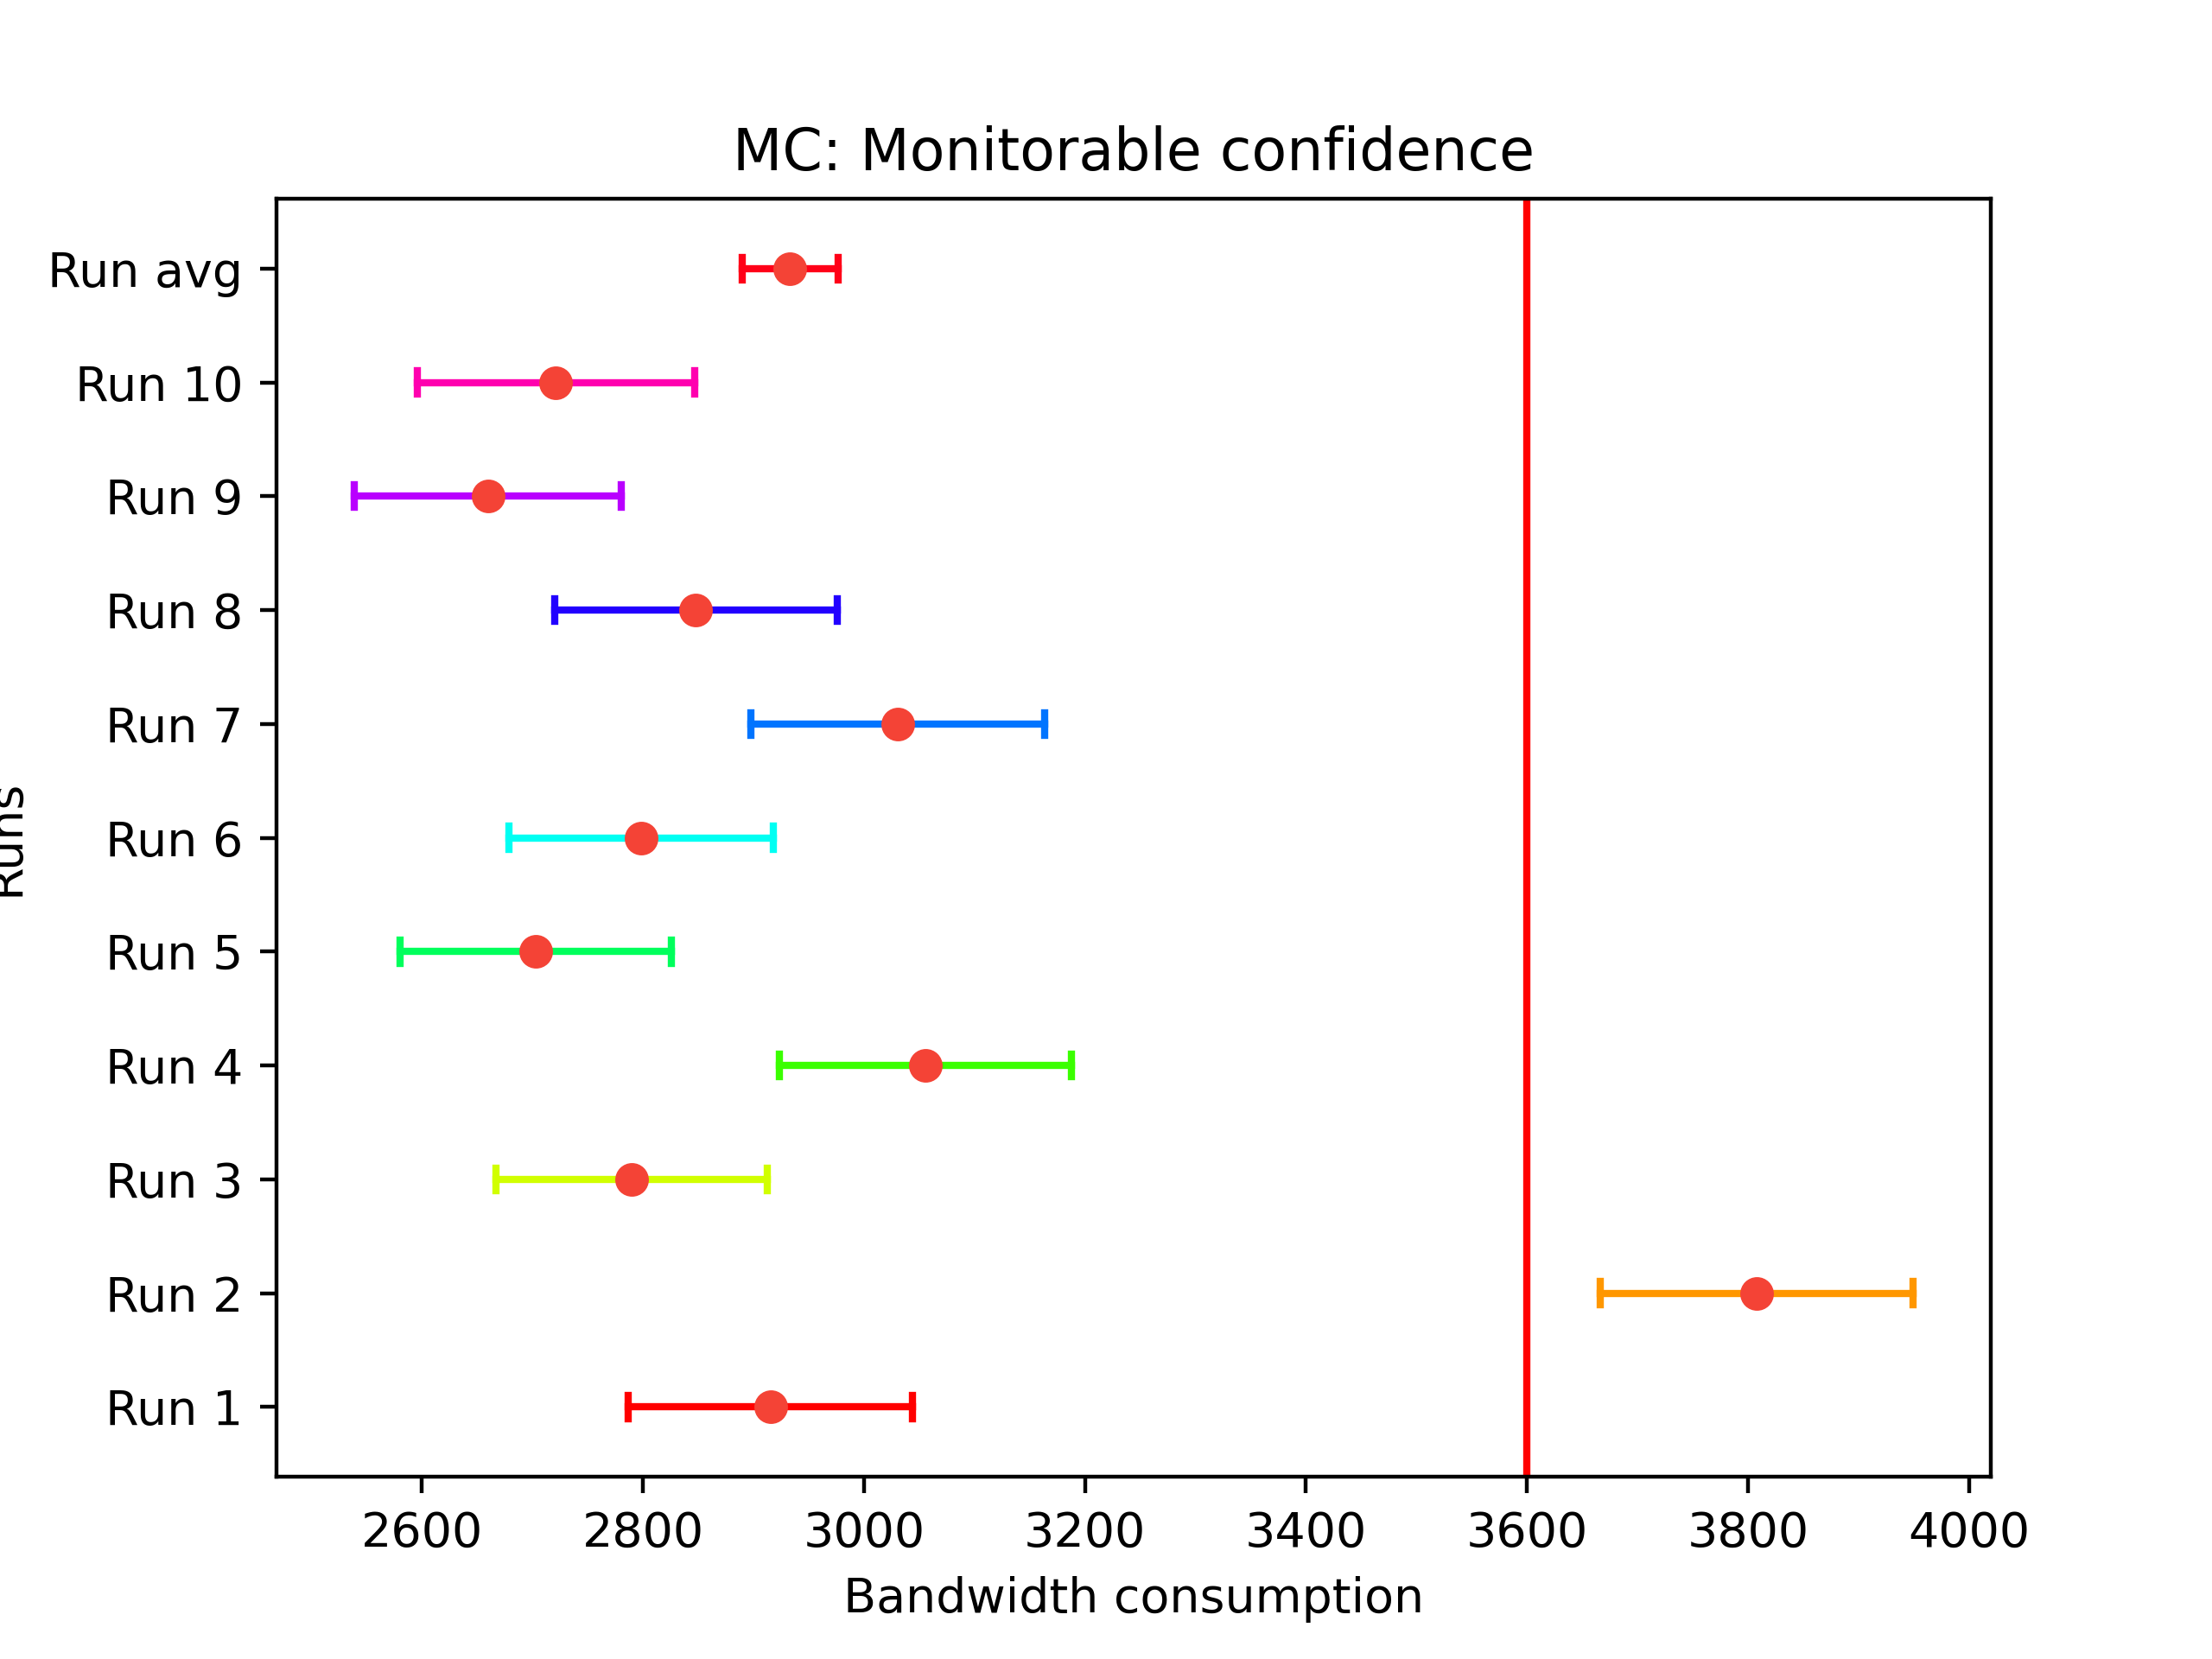 MC: Monitorable confidence
Run avg
Run 10
Run 9
Run 8
Run 7
Run 6
Run 5
Run 4
Run 3
Run 2
Run 1
Runs
2600 2800 3000 3200 3400 3600 3800 4000
Bandwidth consumption